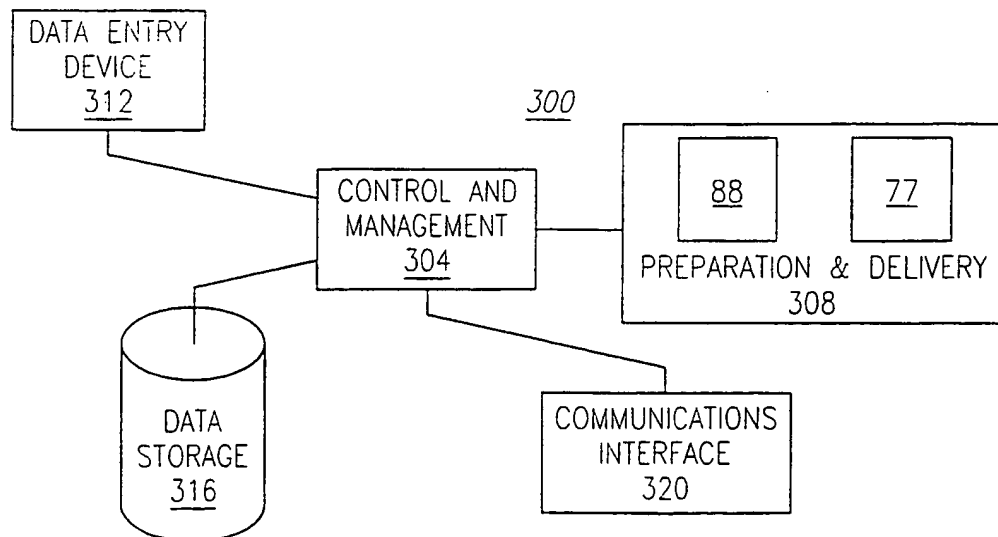 DATA ENTRY
DEVICE
312
300
CONTROL AND
MANAGEMENT
304
88
77
PREPARATION & DELIVERY
308
DATA
STORAGE
316
COMMUNICATIONS
INTERFACE
320